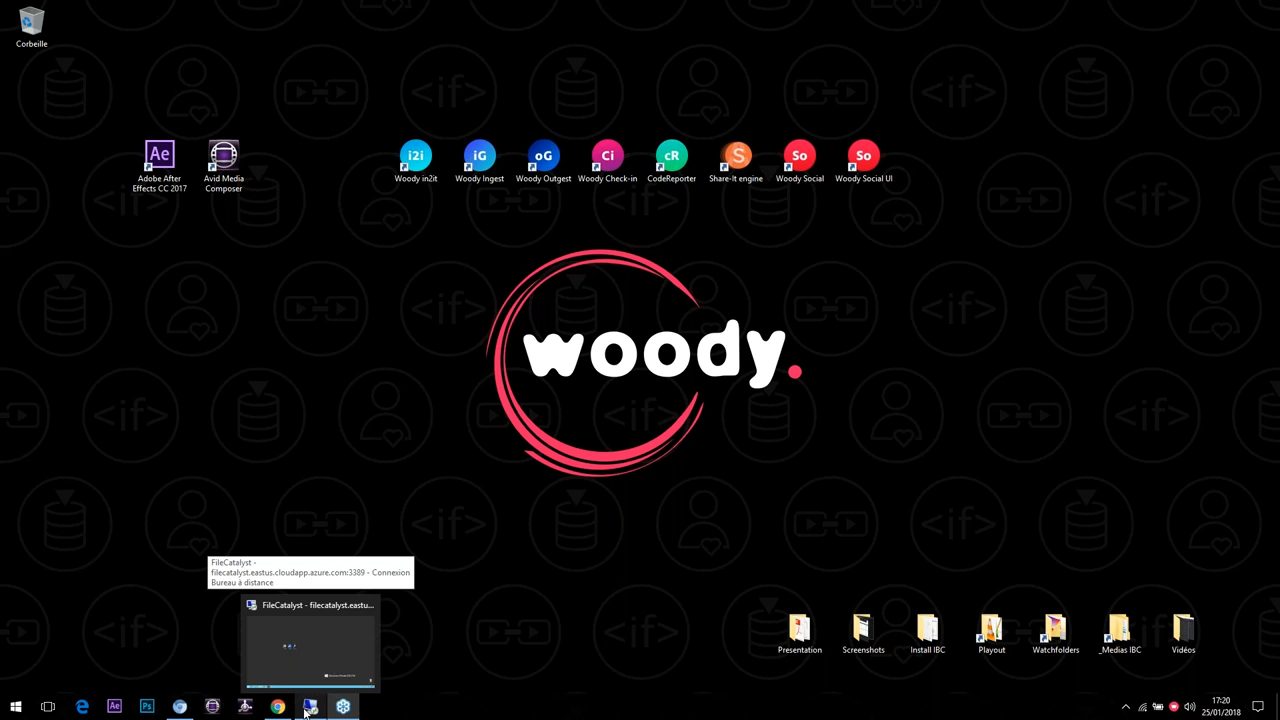 Corbeille
Adobe After
Effects CC 2017
Avid Media
Composer
i2i
Woody in2it
iG
Woody Ingest
oG
Woody Outgest
Ci
Woody Check-in
cR
CodeReporter
S
Share-It engine
So
Woody Social
So
Woody Social UI
Ae
<if>
woody.
FileCatalyst -
filecatalyst.eastus.cloudapp.azure.com:3389 - Connexion
Bureau à distance
FileCatalyst - filecatalyst.eastu...
Presentation
Screenshots
Install IBC
Playout
Watchfolders
_Medias IBC
Vidéos
Ae
Ps
17:20
25/01/2018